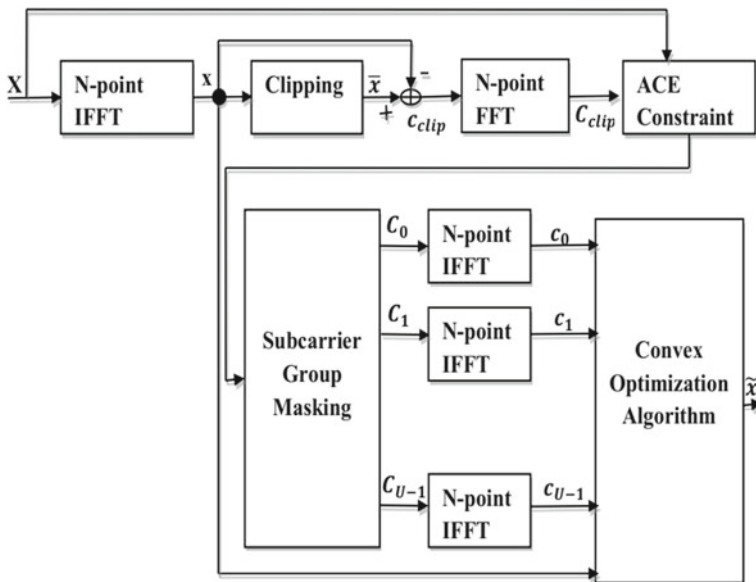 X
N-point
IFFT
x
Clipping
x̄
+
-
c_clip
N-point
FFT
C_clip
ACE
Constraint
Subcarrier
Group
Masking
C_0
N-point
IFFT
c_0
C_1
N-point
IFFT
c_1
C_{U-1}
N-point
IFFT
c_{U-1}
Convex
Optimization
Algorithm
x̃